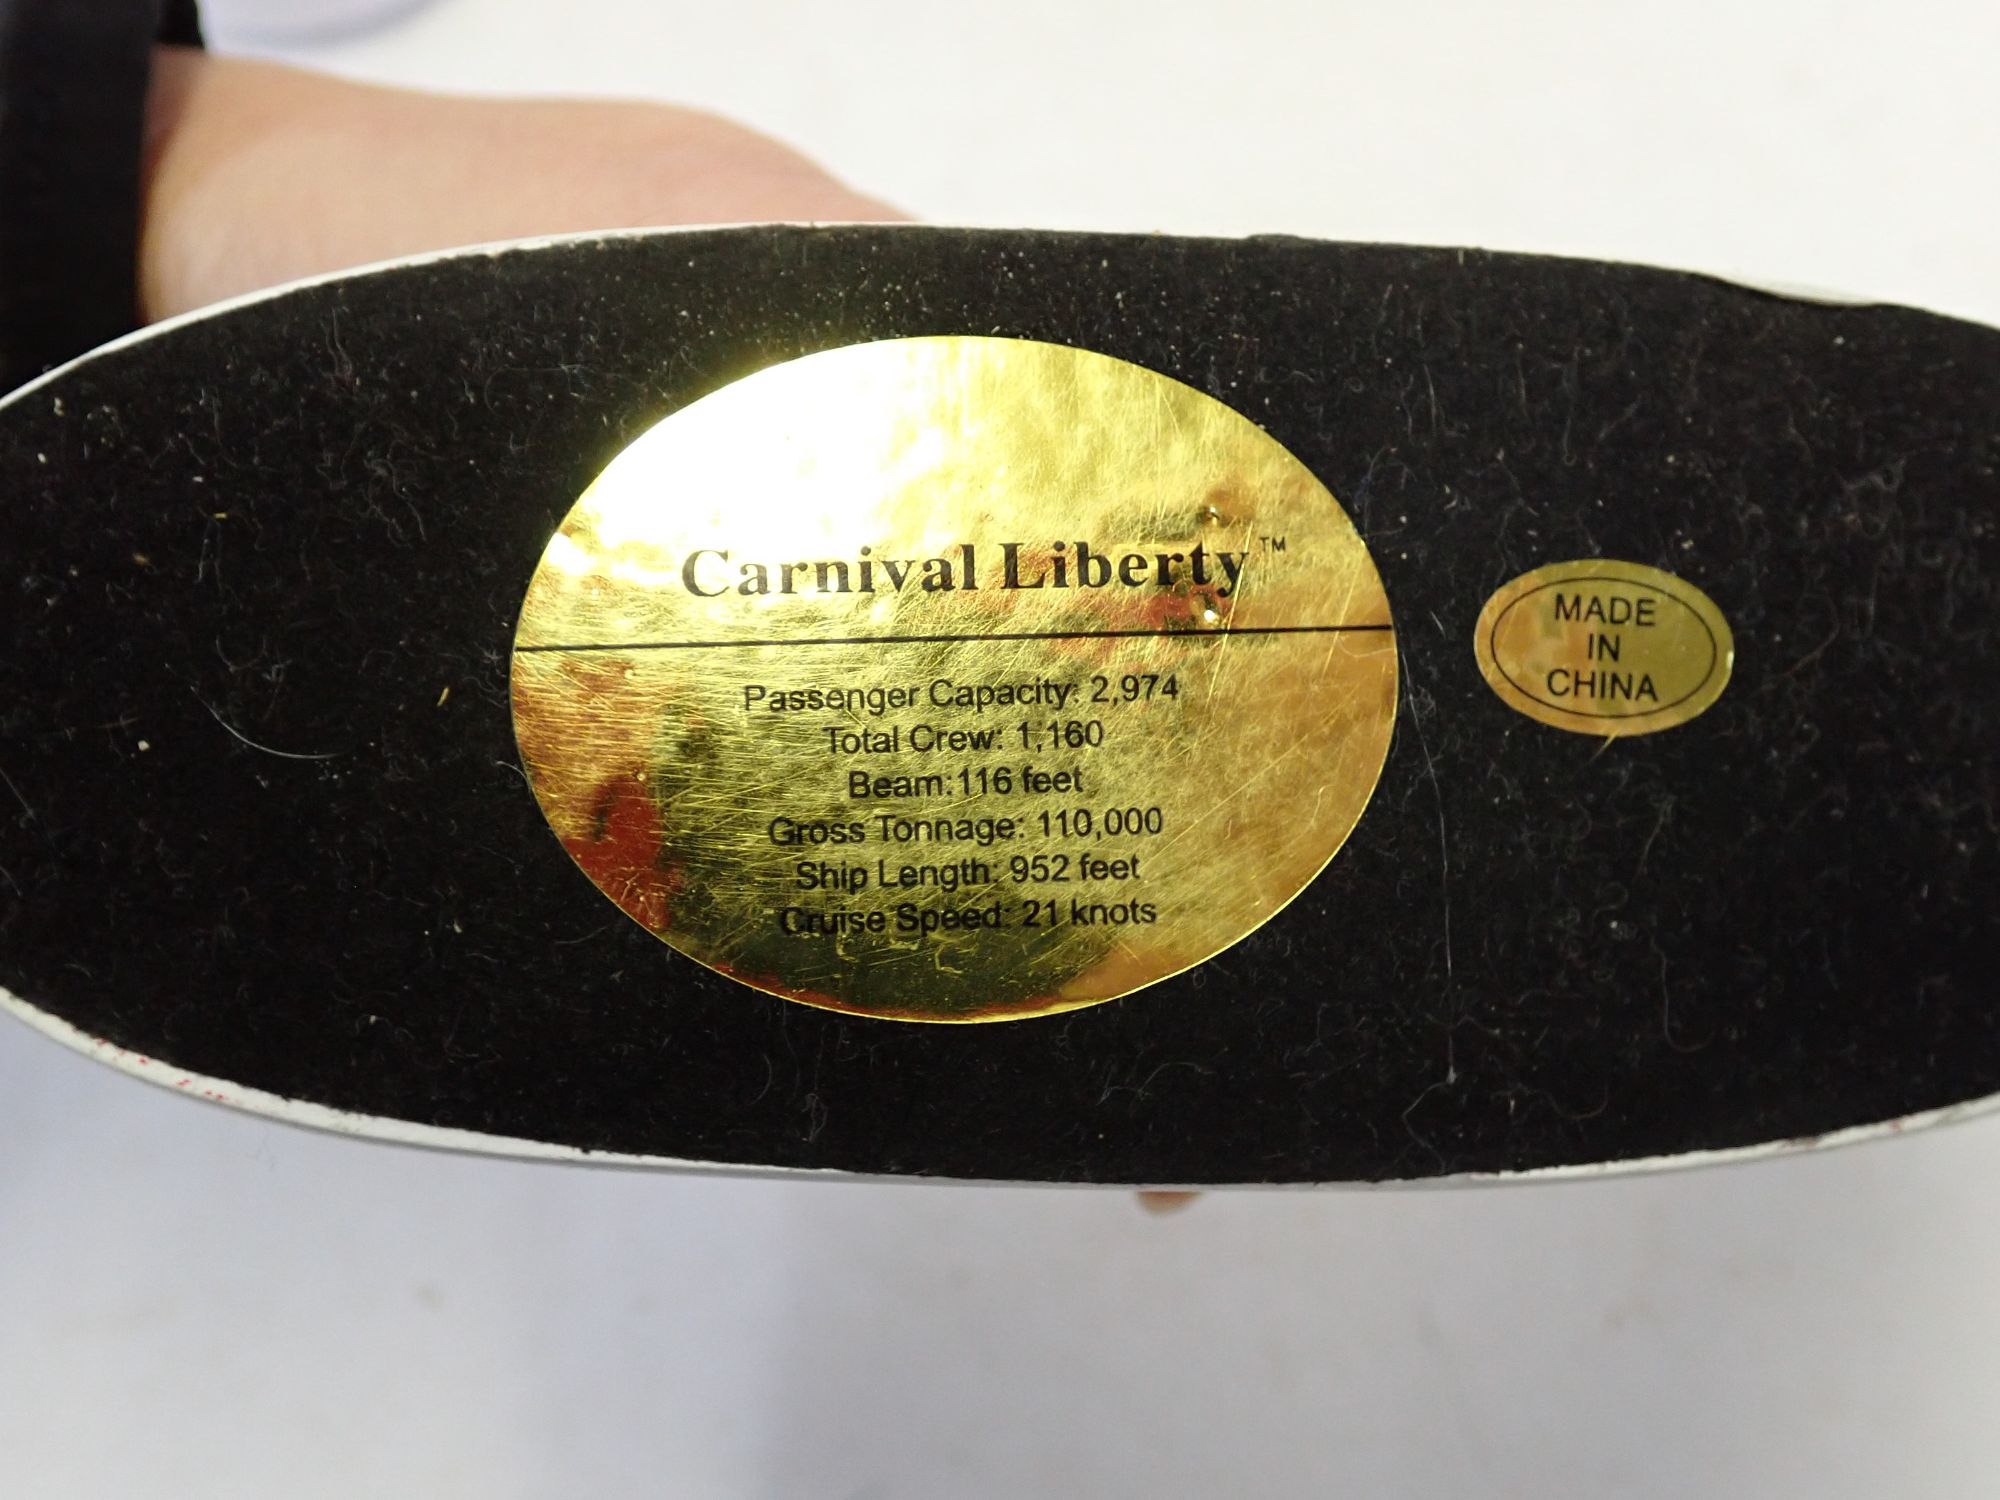 Carnival Liberty™
Passenger Capacity: 2,974
Total Crew: 1,160
Beam:116 feet
Gross Tonnage: 110,000
Ship Length: 952 feet
Cruise Speed: 21 knots
MADE
IN
CHINA